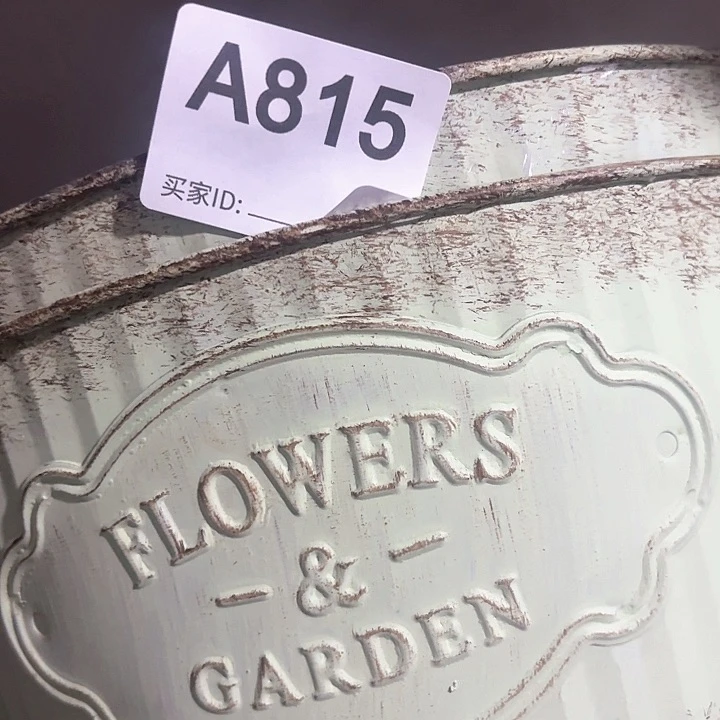 A815
买家ID:
FLOWERS
- & -
GARDEN